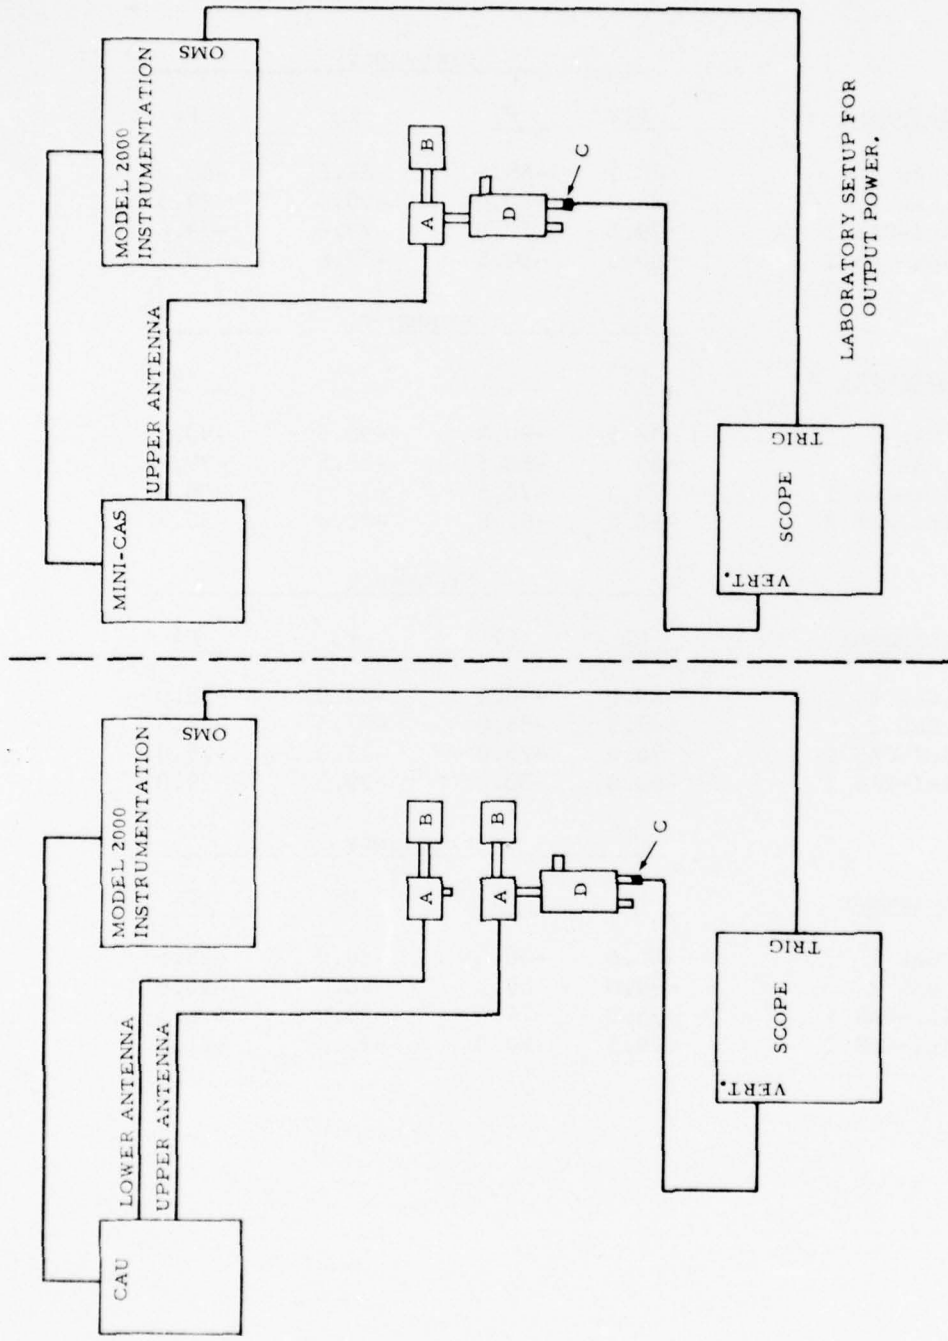 CAU
LOWER ANTENNA
UPPER ANTENNA
MODEL 2000
INSTRUMENTATION
OMS
A
B
A
B
D
C
VERT.
SCOPE
TRIG
MINI-CAS
UPPER ANTENNA
MODEL 2000
INSTRUMENTATION
OMS
A
B
D
C
VERT.
SCOPE
TRIG
LABORATORY SETUP FOR
OUTPUT POWER.